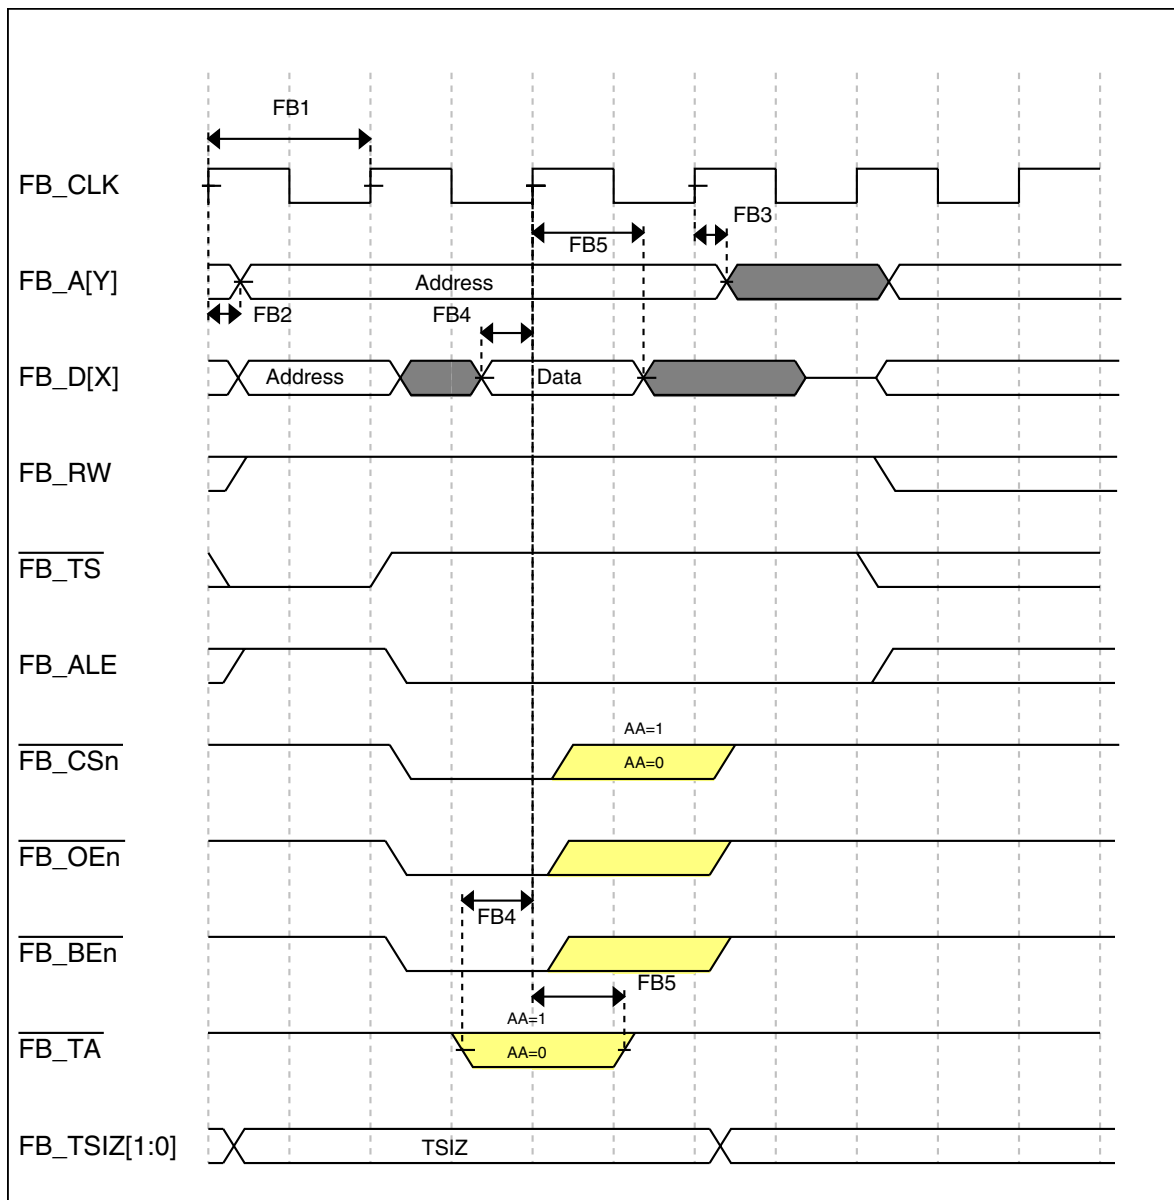 FB1
FB_CLK
FB3
FB5
FB_A[Y]
Address
FB2
FB4
FB_D[X]
Address
Data
FB_RW
FB_TS
FB_ALE
AA=1
FB_CSn
AA=0
FB_OEn
FB4
FB_BEn
FB5
AA=1
FB_TA
AA=0
FB_TSIZ[1:0]
TSIZ